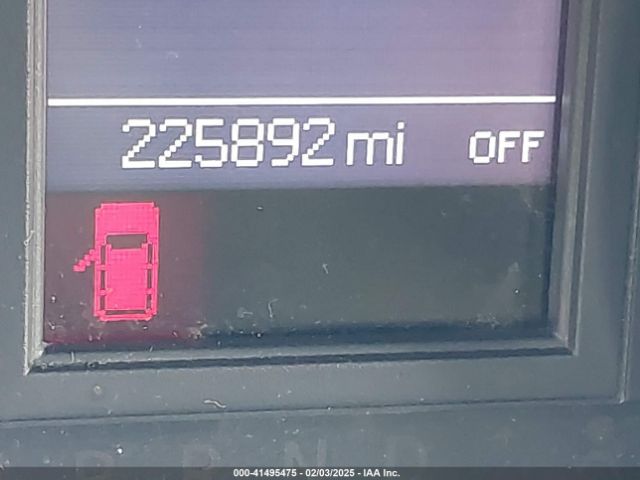 225892 mi OFF
P R N D
000-41495475 - 02/03/2025 - IAA Inc.